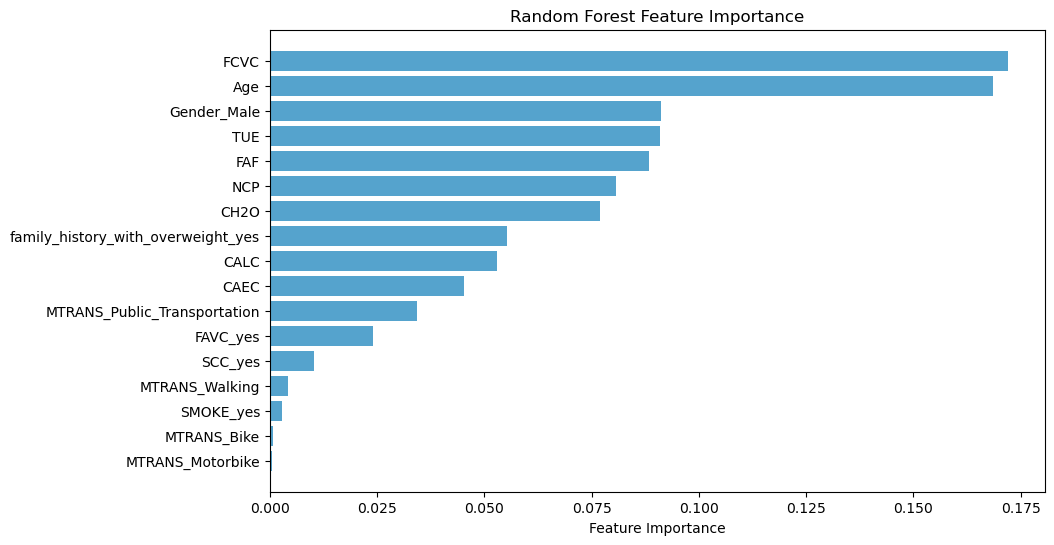 Random Forest Feature Importance
FCVC
Age
Gender_Male
TUE
FAF
NCP
CH2O
family_history_with_overweight_yes
CALC
CAEC
MTRANS_Public_Transportation
FAVC_yes
SCC_yes
MTRANS_Walking
SMOKE_yes
MTRANS_Bike
MTRANS_Motorbike
0.000 0.025 0.050 0.075 0.100 0.125 0.150 0.175
Feature Importance